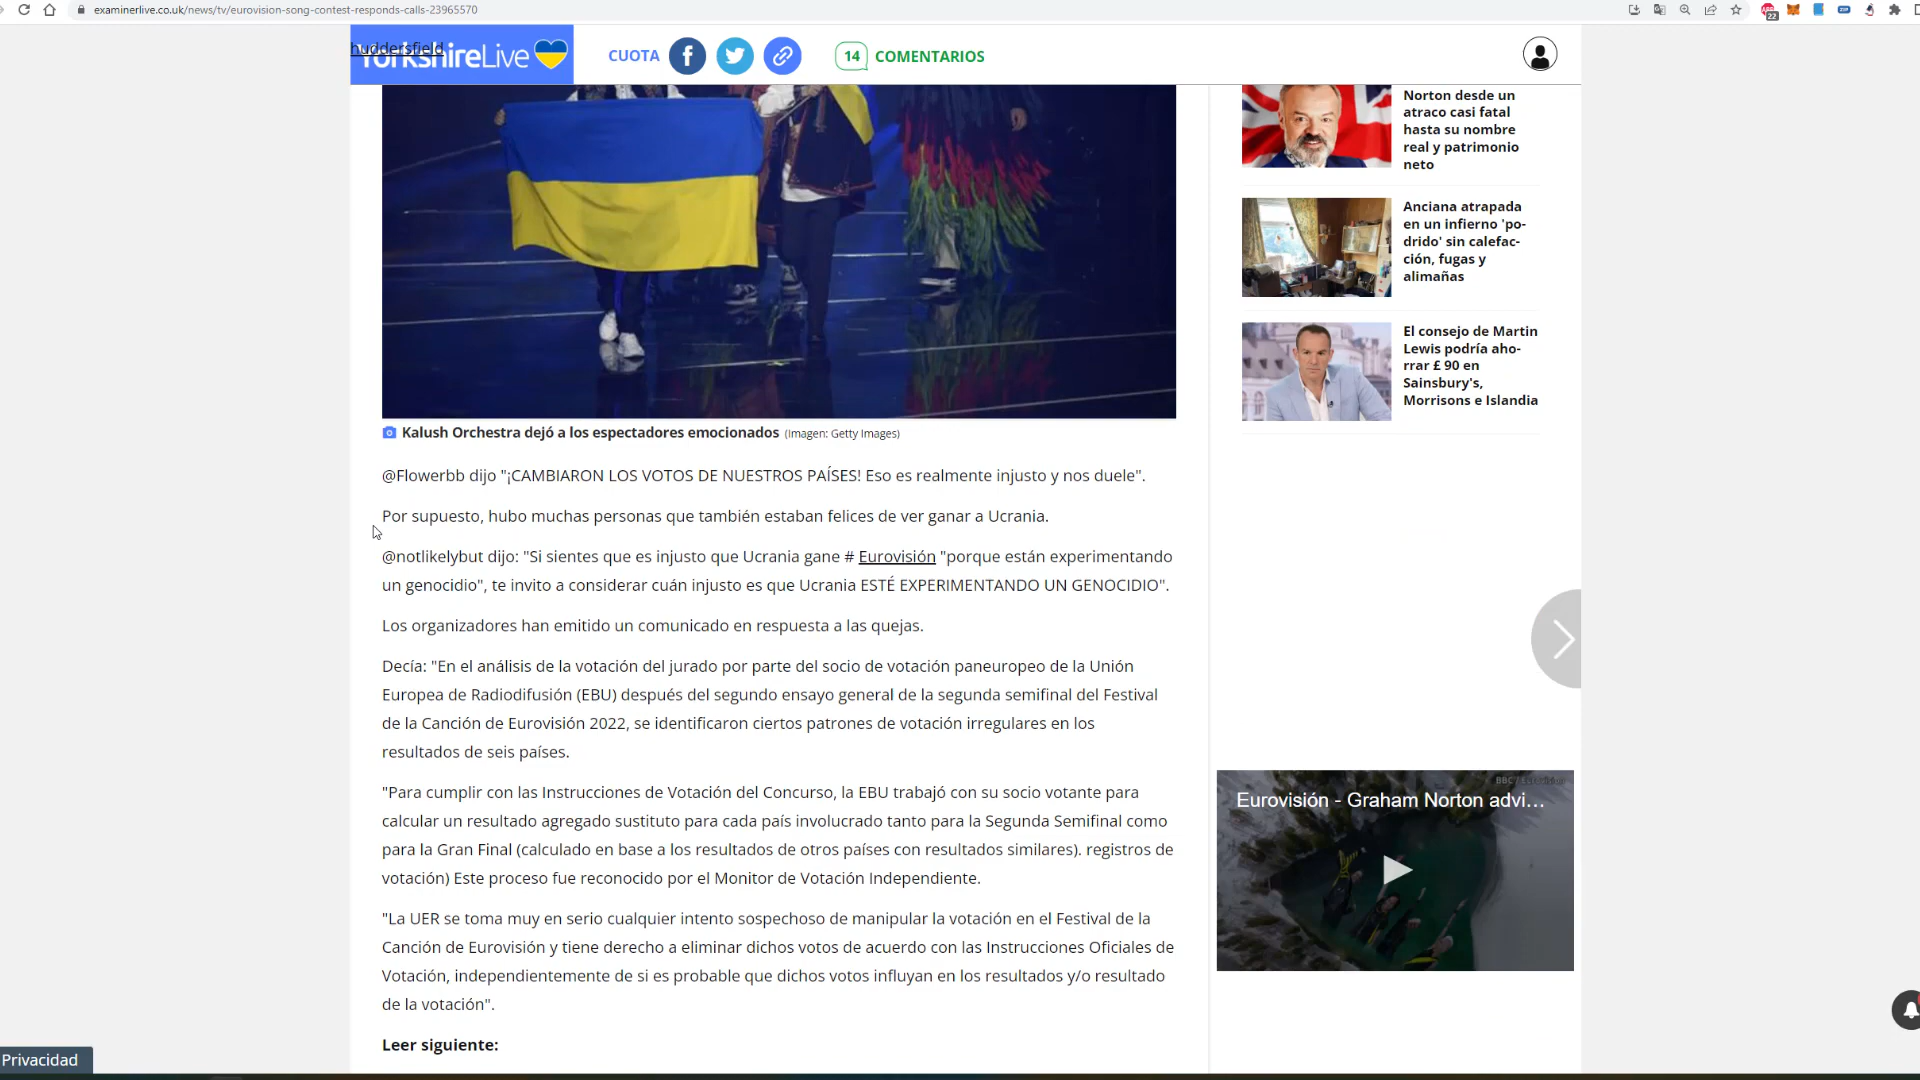 examinerlive.co.uk/news/tv/eurovision-song-contest-responds-calls-23965570
22
huddersfield
YorkshireLive
CUOTA
14 COMENTARIOS
Norton desde un
atraco casi fatal
hasta su nombre
real y patrimonio
neto
Anciana atrapada
en un infierno 'po-
drido' sin calefac-
ción, fugas y
alimañas
El consejo de Martin
Lewis podría aho-
rrar £ 90 en
Sainsbury's,
Morrisons e Islandia
Kalush Orchestra dejó a los espectadores emocionados (Imagen: Getty Images)
@Flowerbb dijo "¡CAMBIARON LOS VOTOS DE NUESTROS PAÍSES! Eso es realmente injusto y nos duele".
Por supuesto, hubo muchas personas que también estaban felices de ver ganar a Ucrania.
@notlikelybut dijo: "Si sientes que es injusto que Ucrania gane # Eurovisión "porque están experimentando
un genocidio", te invito a considerar cuán injusto es que Ucrania ESTÉ EXPERIMENTANDO UN GENOCIDIO".
Los organizadores han emitido un comunicado en respuesta a las quejas.
Decía: "En el análisis de la votación del jurado por parte del socio de votación paneuropeo de la Unión
Europea de Radiodifusión (EBU) después del segundo ensayo general de la segunda semifinal del Festival
de la Canción de Eurovisión 2022, se identificaron ciertos patrones de votación irregulares en los
resultados de seis países.
"Para cumplir con las Instrucciones de Votación del Concurso, la EBU trabajó con su socio votante para
calcular un resultado agregado sustituto para cada país involucrado tanto para la Segunda Semifinal como
para la Gran Final (calculado en base a los resultados de otros países con resultados similares). registros de
votación) Este proceso fue reconocido por el Monitor de Votación Independiente.
"La UER se toma muy en serio cualquier intento sospechoso de manipular la votación en el Festival de la
Canción de Eurovisión y tiene derecho a eliminar dichos votos de acuerdo con las Instrucciones Oficiales de
Votación, independientemente de si es probable que dichos votos influyan en los resultados y/o resultado
de la votación".
Leer siguiente:
Eurovisión - Graham Norton advi...
Privacidad